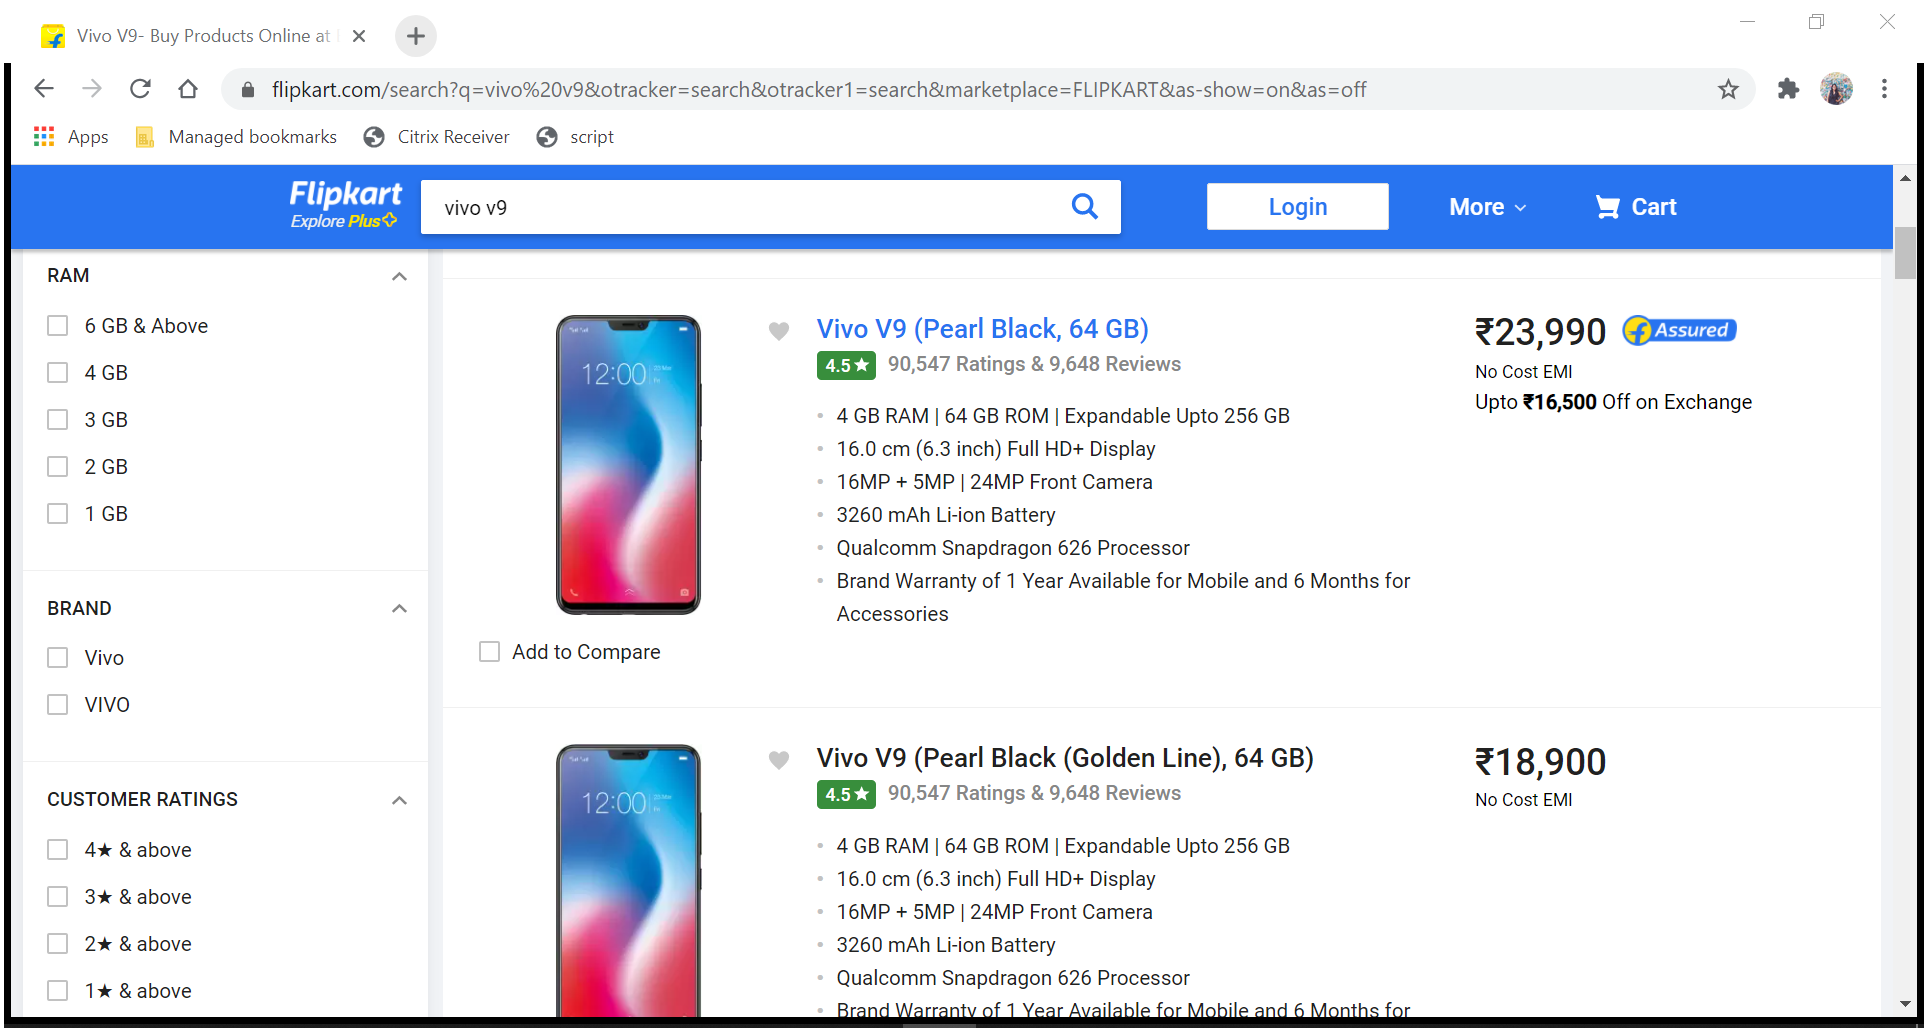 Vivo V9- Buy Products Online at
flipkart.com/search?q=vivo%20v9&otracker=search&otracker1=search&marketplace=FLIPKART&as-show=on&as=off
Apps Managed bookmarks Citrix Receiver script
Flipkart
Explore Plus
vivo v9
Login
More
Cart
RAM
6 GB & Above
4 GB
3 GB
2 GB
1 GB
BRAND
Vivo
VIVO
CUSTOMER RATINGS
4★ & above
3★ & above
2★ & above
1★ & above
12:00
Add to Compare
Vivo V9 (Pearl Black, 64 GB)
4.5★ 90,547 Ratings & 9,648 Reviews
• 4 GB RAM | 64 GB ROM | Expandable Upto 256 GB
• 16.0 cm (6.3 inch) Full HD+ Display
• 16MP + 5MP | 24MP Front Camera
• 3260 mAh Li-ion Battery
• Qualcomm Snapdragon 626 Processor
• Brand Warranty of 1 Year Available for Mobile and 6 Months for
Accessories
₹23,990 Assured
No Cost EMI
Upto ₹16,500 Off on Exchange
12:00
Vivo V9 (Pearl Black (Golden Line), 64 GB)
4.5★ 90,547 Ratings & 9,648 Reviews
• 4 GB RAM | 64 GB ROM | Expandable Upto 256 GB
• 16.0 cm (6.3 inch) Full HD+ Display
• 16MP + 5MP | 24MP Front Camera
• 3260 mAh Li-ion Battery
• Qualcomm Snapdragon 626 Processor
• Brand Warranty of 1 Year Available for Mobile and 6 Months for
₹18,900
No Cost EMI